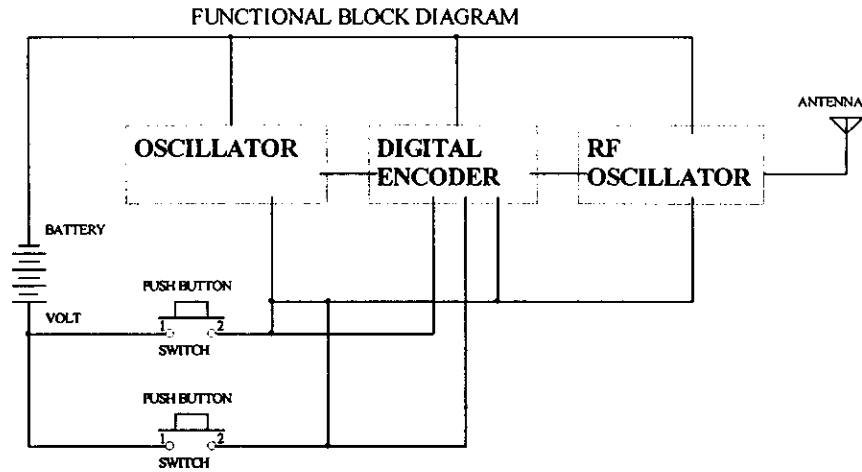 FUNCTIONAL BLOCK DIAGRAM
ANTENNA
OSCILLATOR
DIGITAL
ENCODER
RF
OSCILLATOR
BATTERY
VOLT
PUSH BUTTON
1 2
SWITCH
PUSH BUTTON
1 2
SWITCH